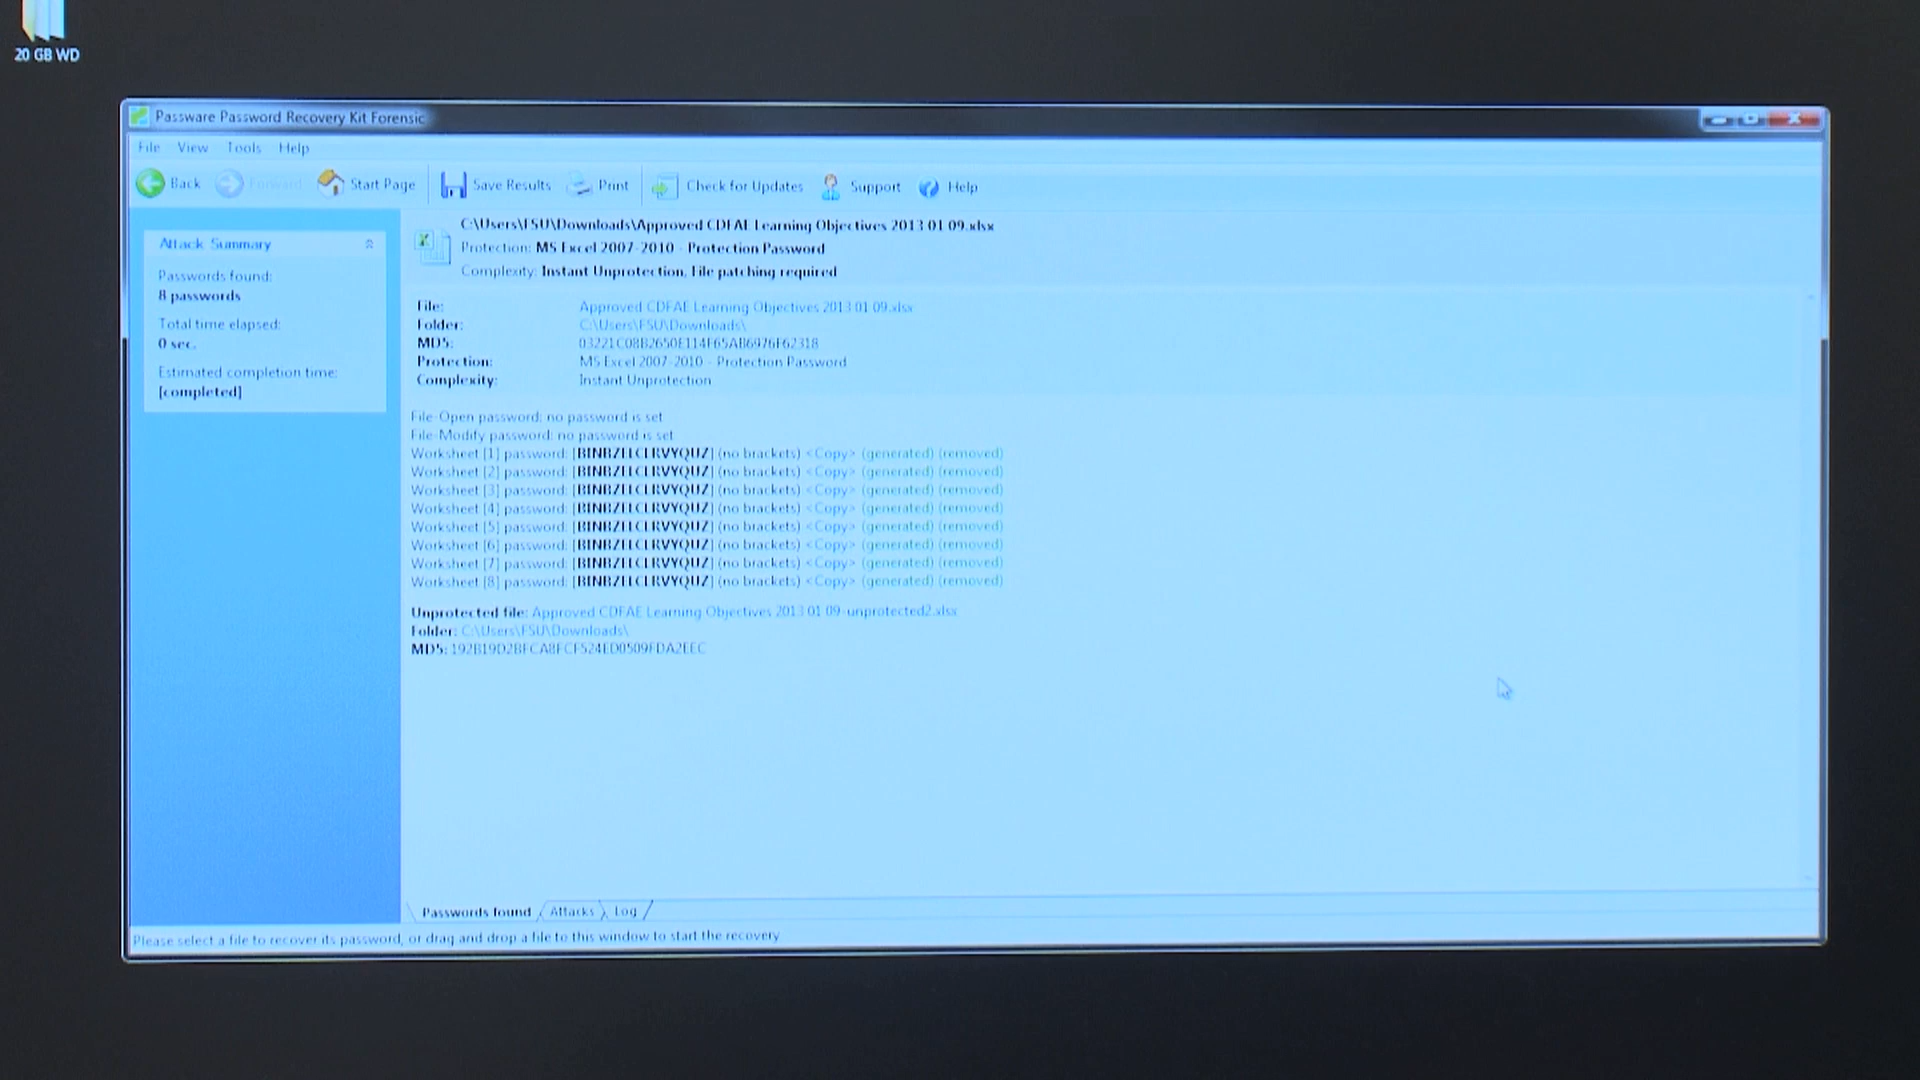 20 GB WD
Passware Password Recovery Kit Forensic
File View Tools Help
Back Forward Start Page Save Results Print Check for Updates Support Help
Attack Summary
Passwords found:
8 passwords
Total time elapsed:
0 sec.
Estimated completion time:
[completed]
C:\Users\FSU\Downloads\Approved CDFAE Learning Objectives 2013 01 09.xlsx
Protection: MS Excel 2007-2010 - Protection Password
Complexity: Instant Unprotection, File patching required
File: Approved CDFAE Learning Objectives 2013 01 09.xlsx
Folder: C:\Users\FSU\Downloads\
MD5:
Protection: MS Excel 2007-2010 - Protection Password
Complexity: Instant Unprotection
File-Open password: no password is set
File-Modify password: no password is set
Worksheet [1] password: (no brackets) <Copy> (generated) (removed)
Worksheet [2] password: (no brackets) <Copy> (generated) (removed)
Worksheet [3] password: (no brackets) <Copy> (generated) (removed)
Worksheet [4] password: (no brackets) <Copy> (generated) (removed)
Worksheet [5] password: (no brackets) <Copy> (generated) (removed)
Worksheet [6] password: (no brackets) <Copy> (generated) (removed)
Worksheet [7] password: (no brackets) <Copy> (generated) (removed)
Worksheet [8] password: (no brackets) <Copy> (generated) (removed)
Unprotected file: Approved CDFAE Learning Objectives 2013 01 09-unprotected2.xlsx
Folder: C:\Users\FSU\Downloads\
MD5:
Passwords found Attacks Log
Please select a file to recover its password, or drag and drop a file to this window to start the recovery